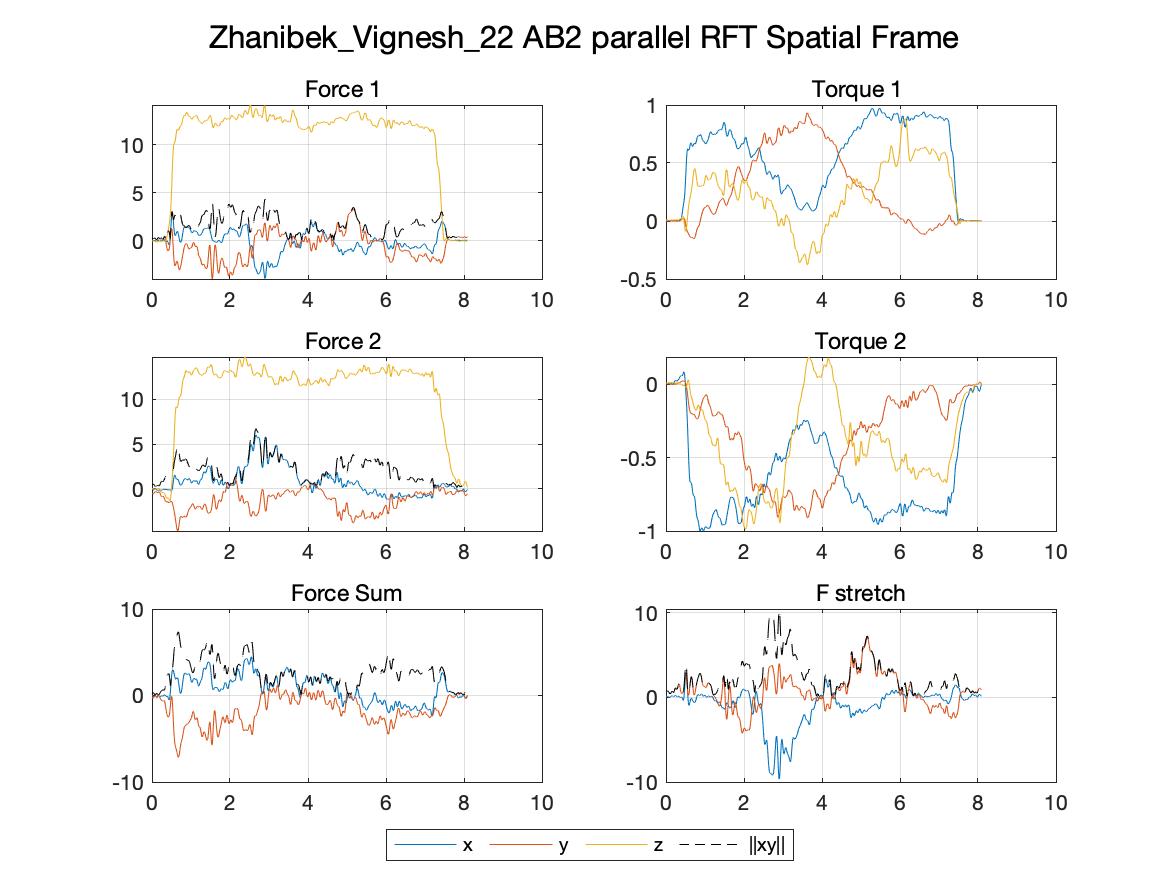 Zhanibek_Vignesh_22 AB2 parallel RFT Spatial Frame
Force 1
10
5
0
0 2 4 6 8 10
Torque 1
1
0.5
0
-0.5
0 2 4 6 8 10
Force 2
10
5
0
0 2 4 6 8 10
Torque 2
0
-0.5
-1
0 2 4 6 8 10
Force Sum
10
0
-10
0 2 4 6 8 10
F stretch
10
0
-10
0 2 4 6 8 10
x y z ||xy||